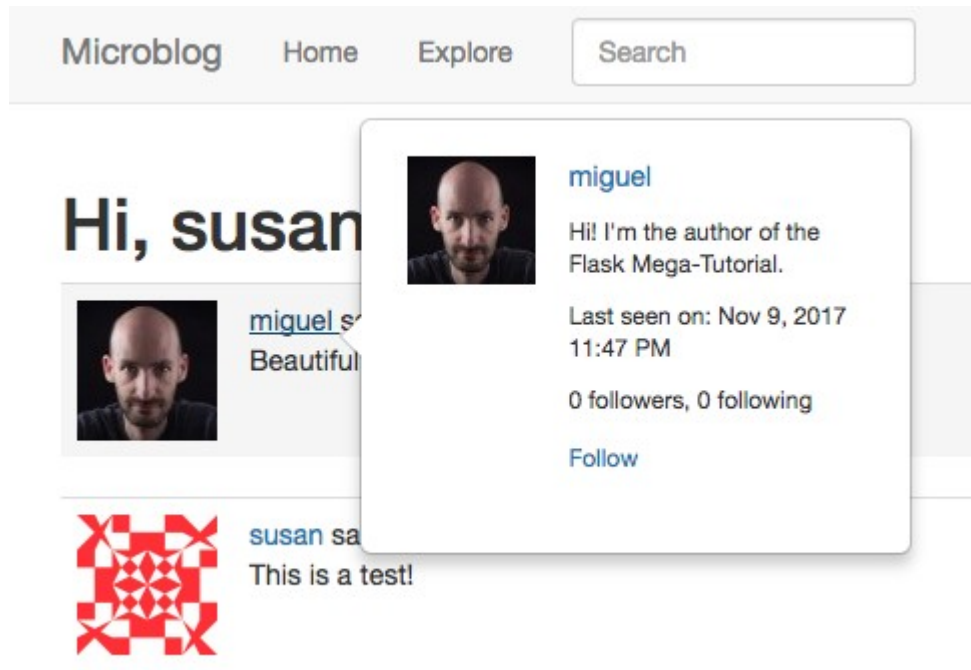 Microblog Home Explore Search
miguel
Hi! I'm the author of the
Flask Mega-Tutorial.
Last seen on: Nov 9, 2017
11:47 PM
0 followers, 0 following
Follow
Hi, susan
miguel
Beautiful
susan
This is a test!